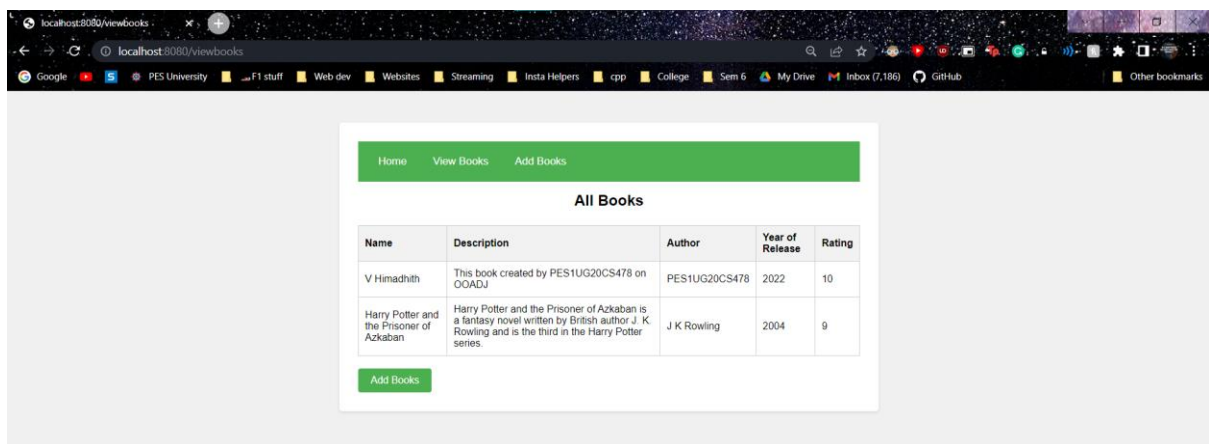 localhost:8080/viewbooks
localhost:8080/viewbooks
Google
PES University
F1 stuff
Web dev
Websites
Streaming
Insta Helpers
cpp
College
Sem 6
My Drive
Inbox (7,186)
GitHub
Other bookmarks
Home View Books Add Books
All Books
Name Description Author Year of
Release Rating
V Himadhith
This book created by PES1UG20CS478 on
OOADJ
PES1UG20CS478
2022
10
Harry Potter and
the Prisoner of
Azkaban
Harry Potter and the Prisoner of Azkaban is
a fantasy novel written by British author J. K.
Rowling and is the third in the Harry Potter
series.
J K Rowling
2004
9
Add Books